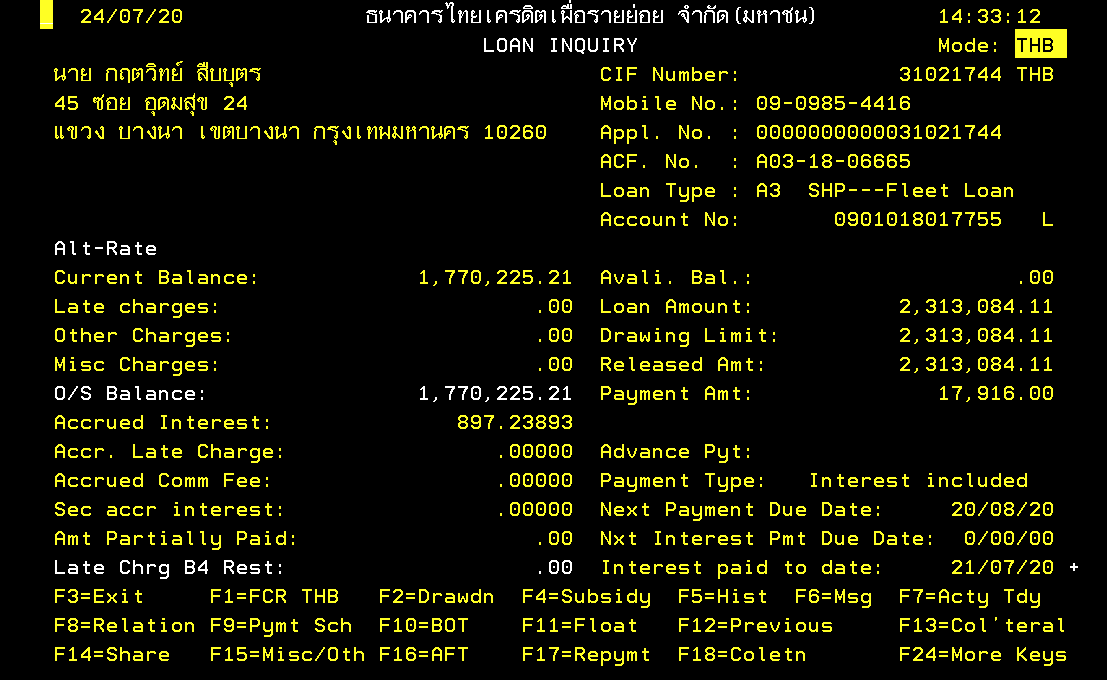 24/07/20 ธนาคารไทยเครดิตเพื่อรายย่อย จำกัด(มหาชน) 14:33:12
LOAN INQUIRY Mode: THB
นาย กฤตวิทย์ สืบบุตร CIF Number: 31021744 THB
45 ซอย อุดมสุข 24 Mobile No.: 09-0985-4416
แขวง บางนา เขตบางนา กรุงเทพมหานคร 10260 Appl. No. : 0000000000031021744
ACF. No. : A03-18-06665
Loan Type : A3 SHP---Fleet Loan
Account No: 0901018017755 L
Alt-Rate
Current Balance: 1,770,225.21 Avali. Bal.: .00
Late charges: .00 Loan Amount: 2,313,084.11
Other Charges: .00 Drawing Limit: 2,313,084.11
Misc Charges: .00 Released Amt: 2,313,084.11
O/S Balance: 1,770,225.21 Payment Amt: 17,916.00
Accrued Interest: 897.23893
Accr. Late Charge: .00000 Advance Pyt:
Accrued Comm Fee: .00000 Payment Type: Interest included
Sec accr interest: .00000 Next Payment Due Date: 20/08/20
Amt Partially Paid: .00 Nxt Interest Pmt Due Date: 0/00/00
Late Chrg B4 Rest: .00 Interest paid to date: 21/07/20 +
F3=Exit F1=FCR THB F2=Drawdn F4=Subsidy F5=Hist F6=Msg F7=Acty Tdy
F8=Relation F9=Pymt Sch F10=BOT F11=Float F12=Previous F13=Col'teral
F14=Share F15=Misc/Oth F16=AFT F17=Repymt F18=Coletn F24=More Keys